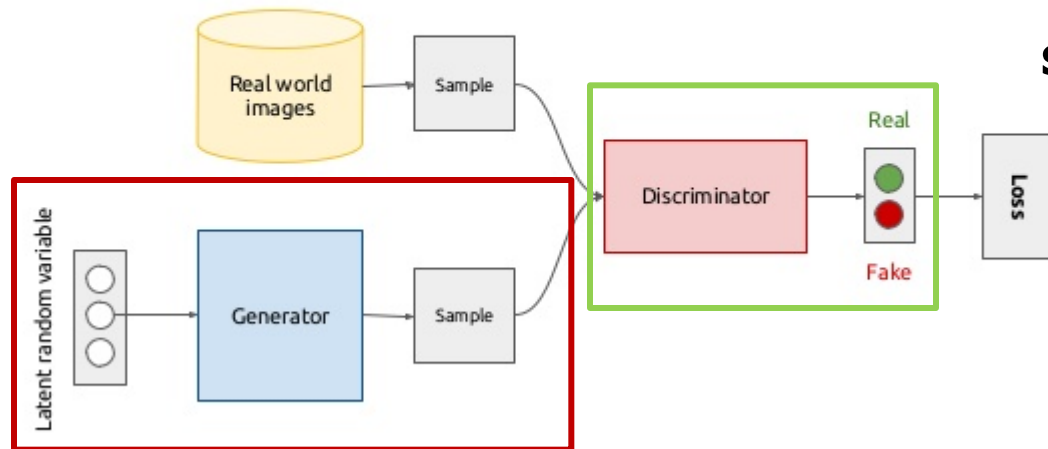 Real world
images
Sample
S
Real
Discriminator
Loss
Fake
Latent random variable
Generator
Sample